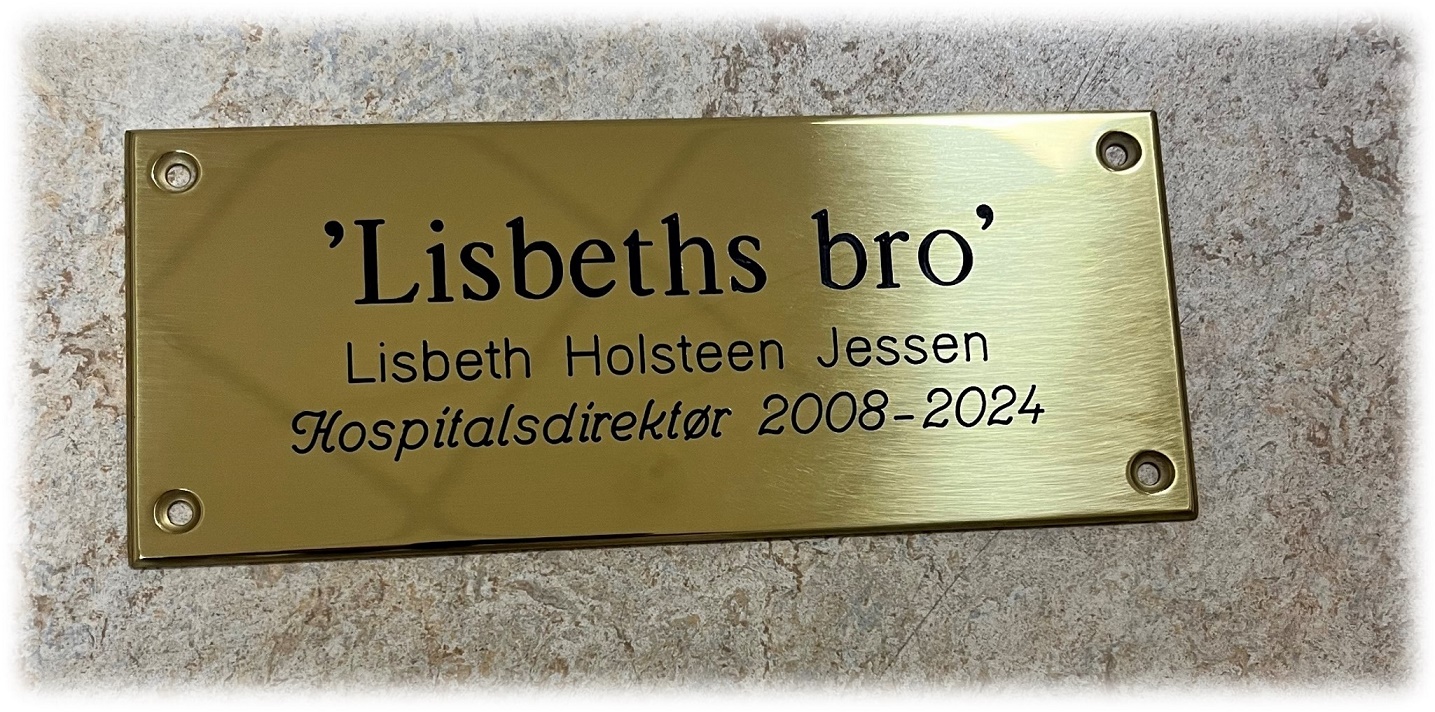 ’Lisbeths bro’
Lisbeth Holsteen Jessen
Hospitalsdirektør 2008-2024